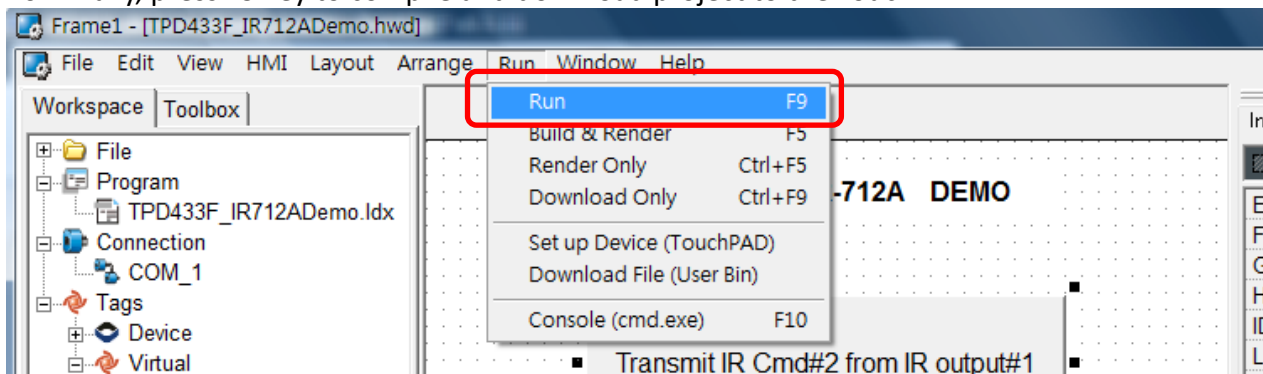 Frame1 - [TPD433F_IR712ADemo.hwd]
File Edit View HMI Layout Arrange Run Window Help
Workspace Toolbox
Run F9
Build & Render F5
Render Only Ctrl+F5
Download Only Ctrl+F9
Set up Device (TouchPAD)
Download File (User Bin)
Console (cmd.exe) F10
File
Program
TPD433F_IR712ADemo.ldx
Connection
COM_1
Tags
Device
Virtual
-712A DEMO
Transmit IR Cmd#2 from IR output#1
In
E
F
G
H
ID
L